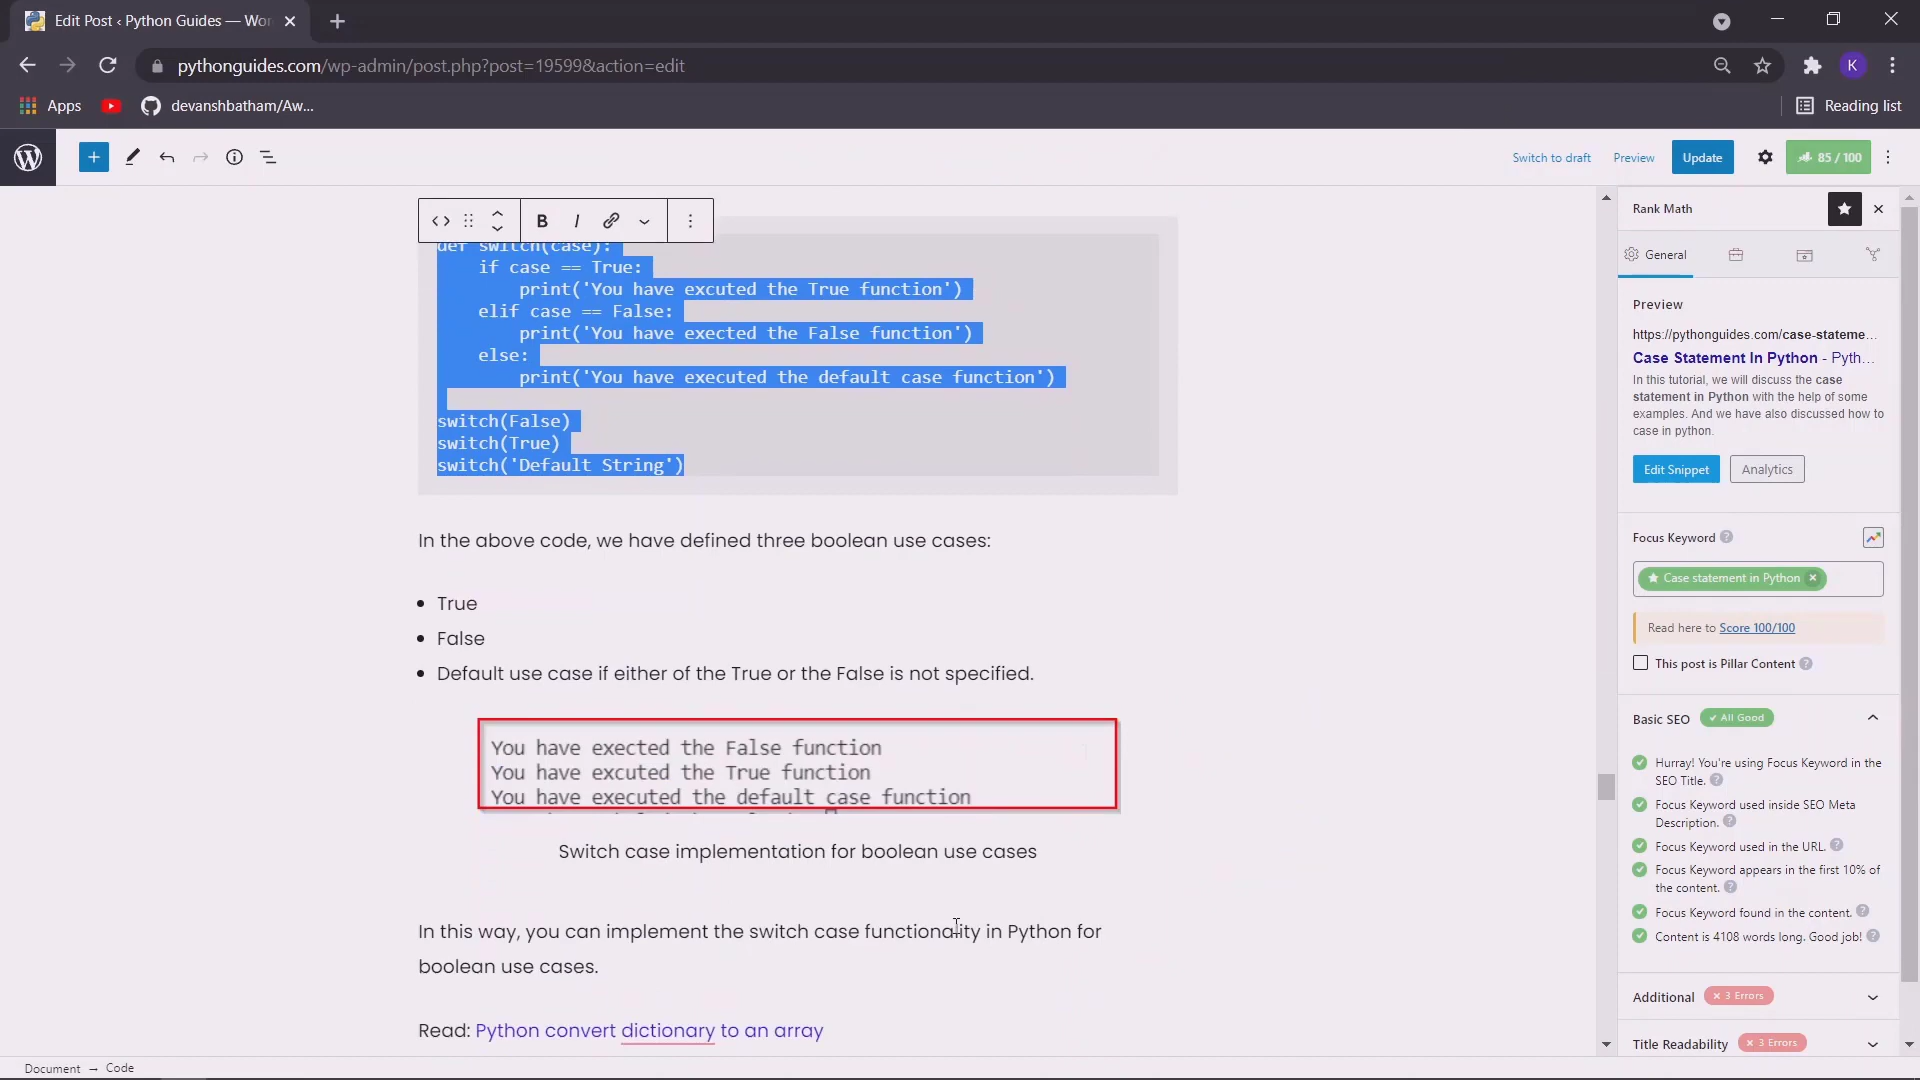 Edit Post ‹ Python Guides — Wor
pythonguides.com/wp-admin/post.php?post=19599&action=edit
K
Apps
devanshbatham/Aw...
Reading list
Switch to draft
Preview
Update
85 / 100
def switch(case):
if case == True:
print('You have excuted the True function')
elif case == False:
print('You have exected the False function')
else:
print('You have executed the default case function')
switch(False)
switch(True)
switch('Default String')
In the above code, we have defined three boolean use cases:
True
False
Default use case if either of the True or the False is not specified.
You have exected the False function
You have excuted the True function
You have executed the default case function
Switch case implementation for boolean use cases
In this way, you can implement the switch case functionality in Python for
boolean use cases.
Read: Python convert dictionary to an array
Document → Code
Rank Math
General
Preview
https://pythonguides.com/case-stateme...
Case Statement In Python - Pyth...
In this tutorial, we will discuss the case
statement in Python with the help of some
examples. And we have also discussed how to
case in python.
Edit Snippet
Analytics
Focus Keyword
Case statement in Python
Read here to Score 100/100
This post is Pillar Content
Basic SEO
All Good
Hurray! You're using Focus Keyword in the
SEO Title.
Focus Keyword used inside SEO Meta
Description.
Focus Keyword used in the URL.
Focus Keyword appears in the first 10% of
the content.
Focus Keyword found in the content.
Content is 4108 words long. Good job!
Additional
× 3 Errors
Title Readability
× 3 Errors